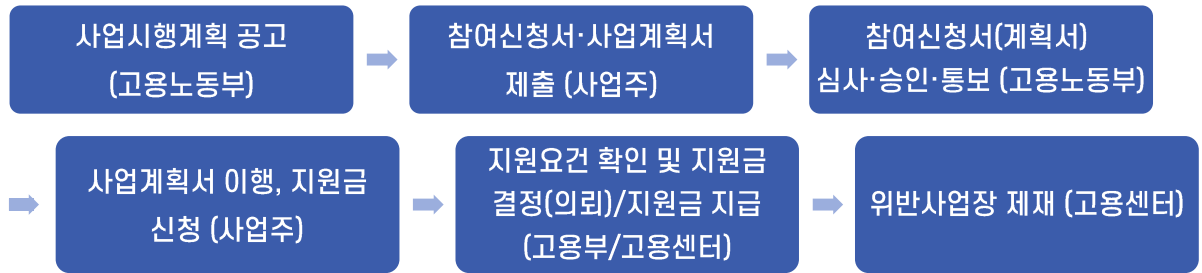 사업시행계획 공고
(고용노동부)
참여신청서·사업계획서
제출 (사업주)
참여신청서(계획서)
심사·승인·통보 (고용노동부)
사업계획서 이행, 지원금
신청 (사업주)
지원요건 확인 및 지원금
결정(의뢰)/지원금 지급
(고용부/고용센터)
위반사업장 제재 (고용센터)